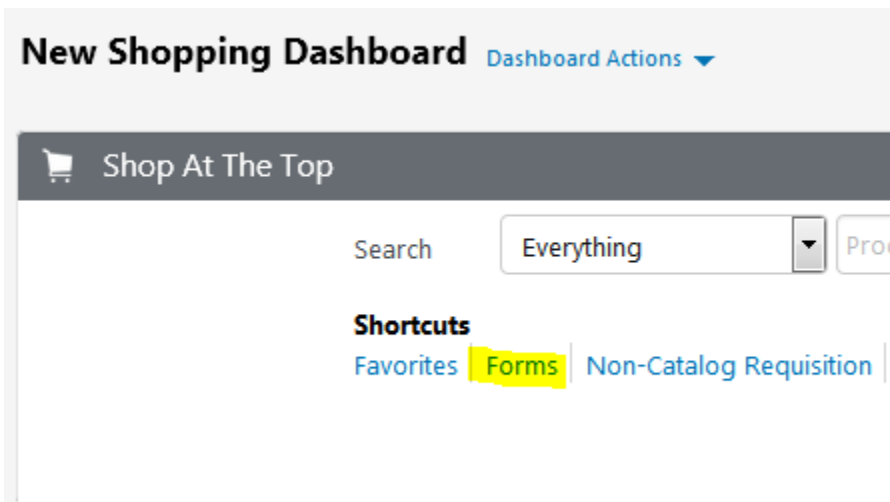 New Shopping Dashboard Dashboard Actions
Shop At The Top
Search Everything
Shortcuts
Favorites Forms Non-Catalog Requisition